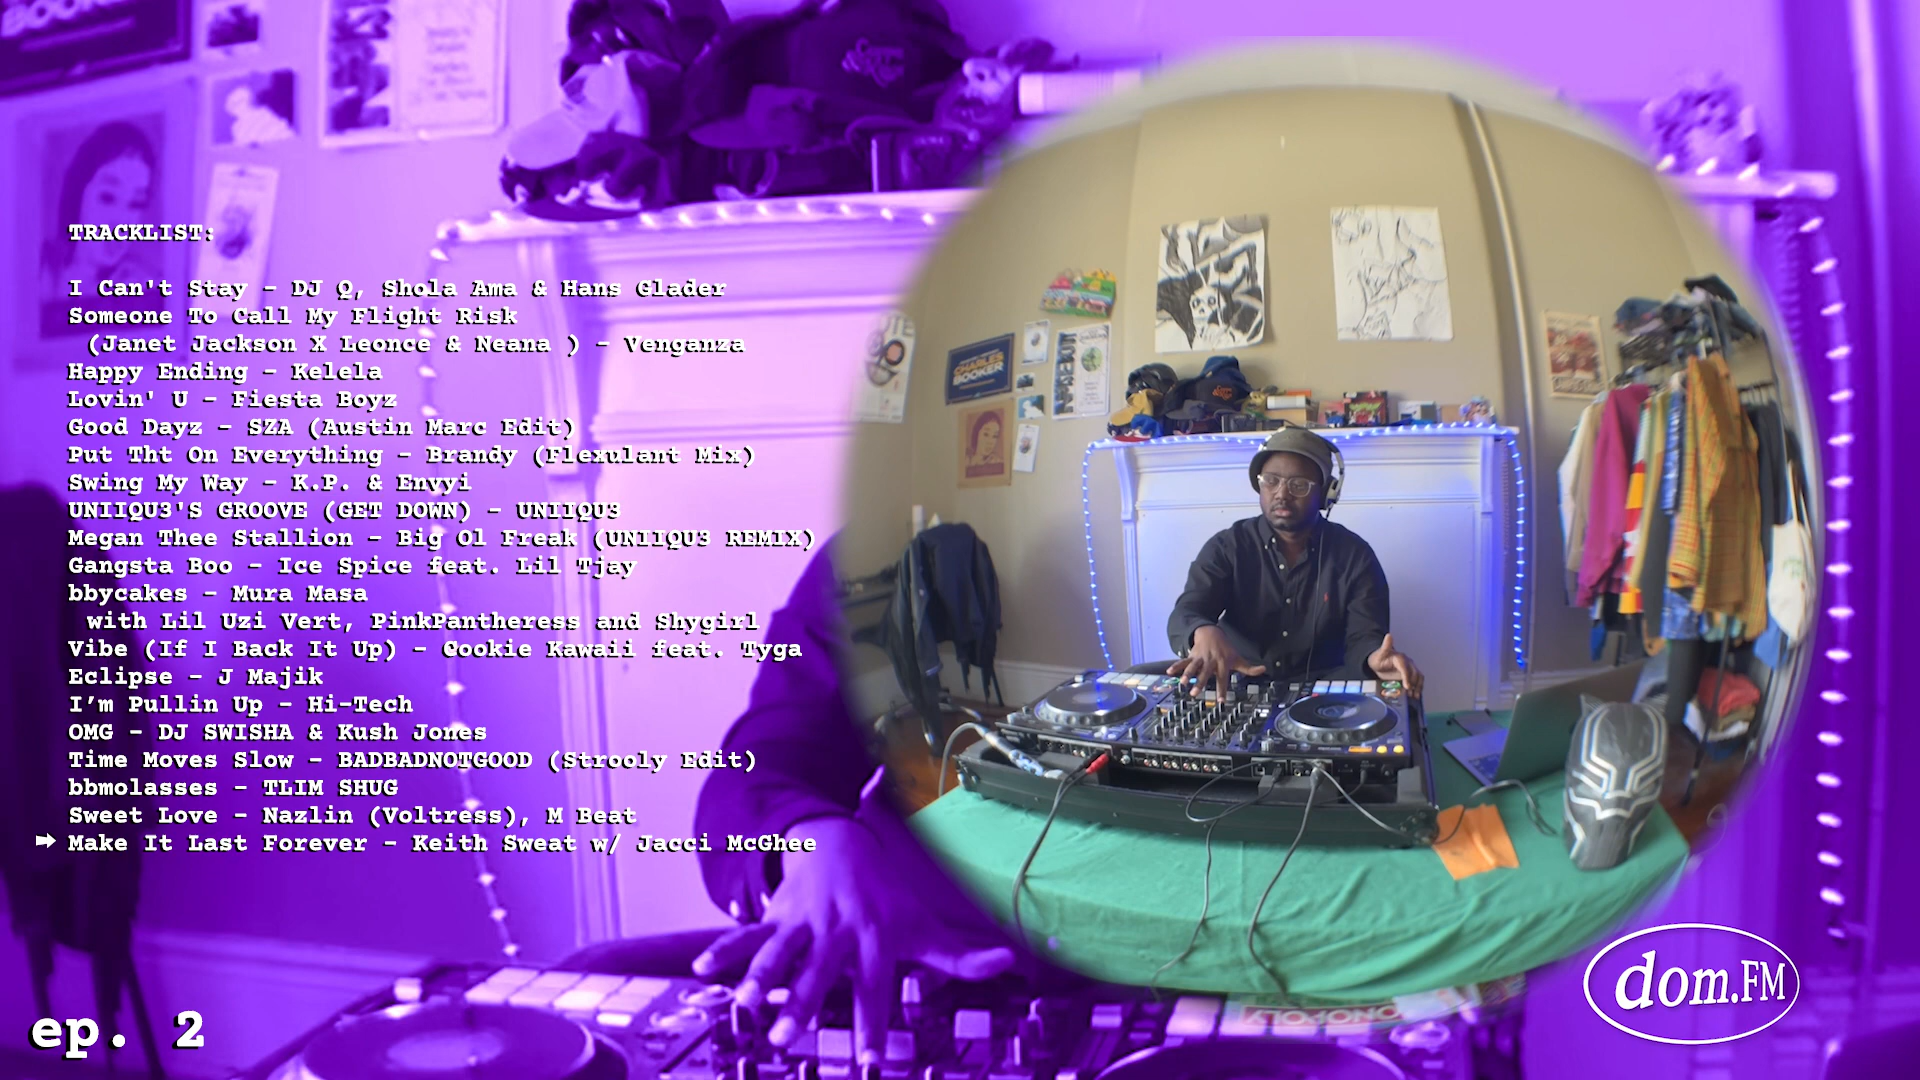 TRACKLIST:
I Can't Stay - DJ Q, Shola Ama & Hans Glader
Someone To Call My Flight Risk
(Janet Jackson X Leonce & Neana ) - Venganza
Happy Ending - Kelela
Lovin' U - Fiesta Boyz
Good Dayz - SZA (Austin Marc Edit)
Put Tht On Everything - Brandy (Flexulant Mix)
Swing My Way - K.P. & Envyi
UNIIQU3'S GROOVE (GET DOWN) - UNIIQU3
Megan Thee Stallion - Big Ol Freak (UNIIQU3 REMIX)
Gangsta Boo - Ice Spice feat. Lil Tjay
bbycakes - Mura Masa
with Lil Uzi Vert, PinkPantheress and Shygirl
Vibe (If I Back It Up) - Cookie Kawaii feat. Tyga
Eclipse - J Majik
I’m Pullin Up - Hi-Tech
OMG - DJ SWISHA & Kush Jones
Time Moves Slow - BADBADNOTGOOD (Strooly Edit)
bbmolasses - TLIM SHUG
Sweet Love - Nazlin (Voltress), M Beat
➡ Make It Last Forever - Keith Sweat w/ Jacci McGhee
CHARLES
BOOKER
ep. 2
dom.FM